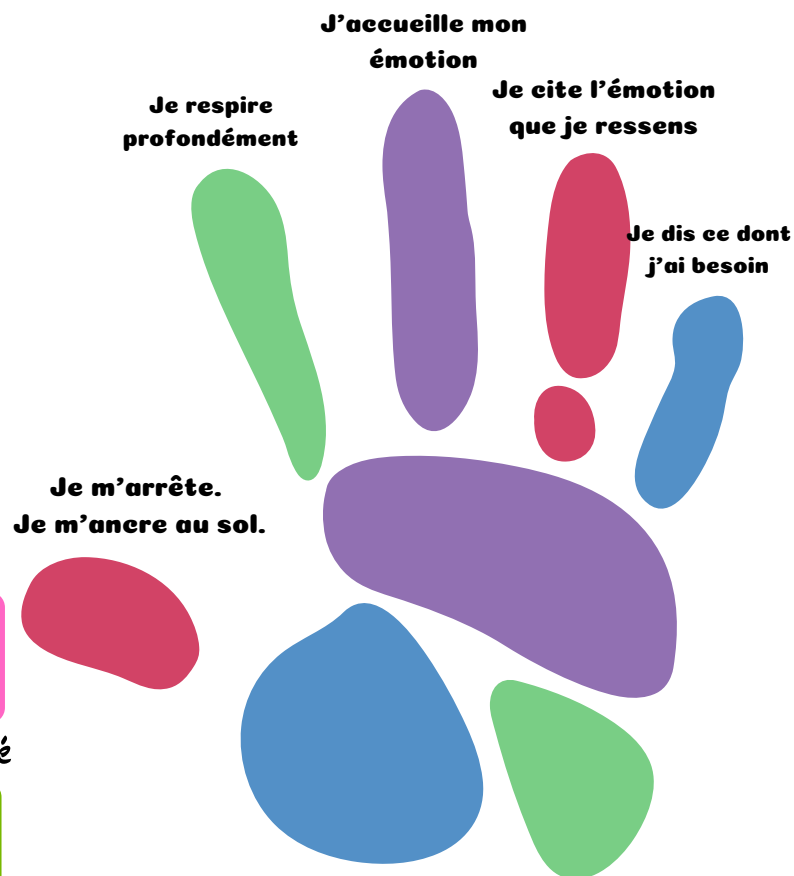 J'accueille mon
émotion
Je cite l'émotion
que je ressens
Je respire
profondément
Je dis ce dont
j'ai besoin
Je m'arrête.
Je m'ancre au sol.
é